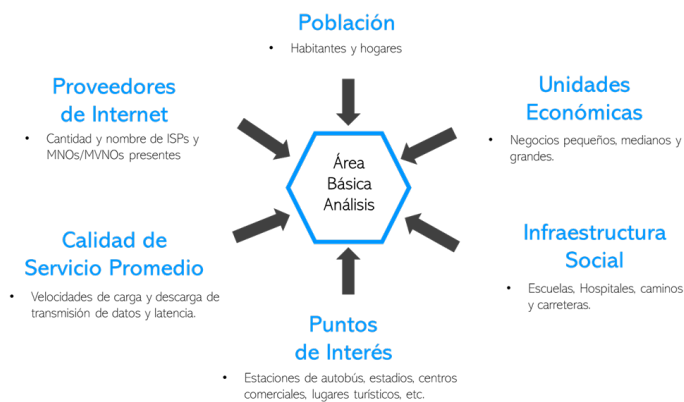 Población
• Habitantes y hogares
Proveedores
de Internet
• Cantidad y nombre de ISPs y
MNOs/MVNOs presentes
Unidades
Económicas
• Negocios pequeños, medianos y
grandes.
Área
Básica
Análisis
Calidad de
Servicio Promedio
• Velocidades de carga y descarga de
transmisión de datos y latencia.
Infraestructura
Social
• Escuelas, Hospitales, caminos
y carreteras.
Puntos
de Interés
• Estaciones de autobús, estadios, centros
comerciales, lugares turísticos, etc.